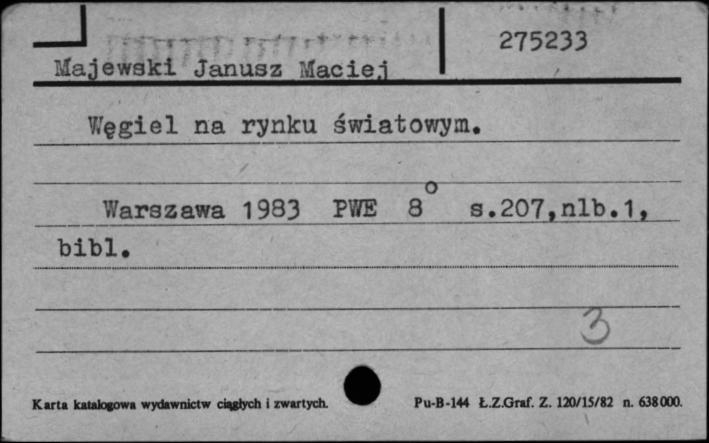 275233
Majewski Janusz Maciej
Węgiel na rynku światowym.
Warszawa 1983 PWE 8° s.207,nlb.1,
bibl.
3
Karta katalogowa wydawnictw ciągłych i zwartych. Pu-B-144 Ł.Z.Graf. Z. 120/15/82 n. 638000.